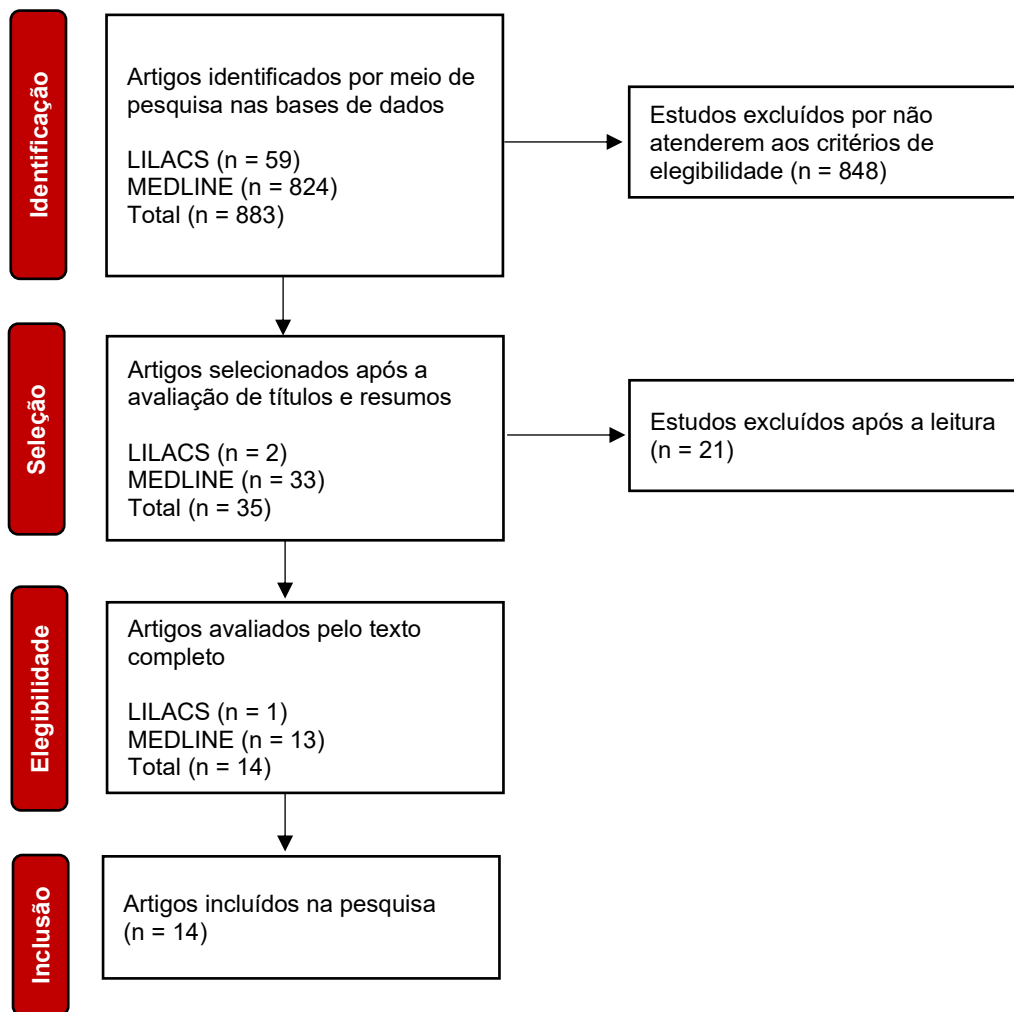 Identificação
Artigos identificados por meio de
pesquisa nas bases de dados
LILACS (n = 59)
MEDLINE (n = 824)
Total (n = 883)
Estudos excluídos por não
atenderem aos critérios de
elegibilidade (n = 848)
Seleção
Artigos selecionados após a
avaliação de títulos e resumos
LILACS (n = 2)
MEDLINE (n = 33)
Total (n = 35)
Estudos excluídos após a leitura
(n = 21)
Elegibilidade
Artigos avaliados pelo texto
completo
LILACS (n = 1)
MEDLINE (n = 13)
Total (n = 14)
Inclusão
Artigos incluídos na pesquisa
(n = 14)